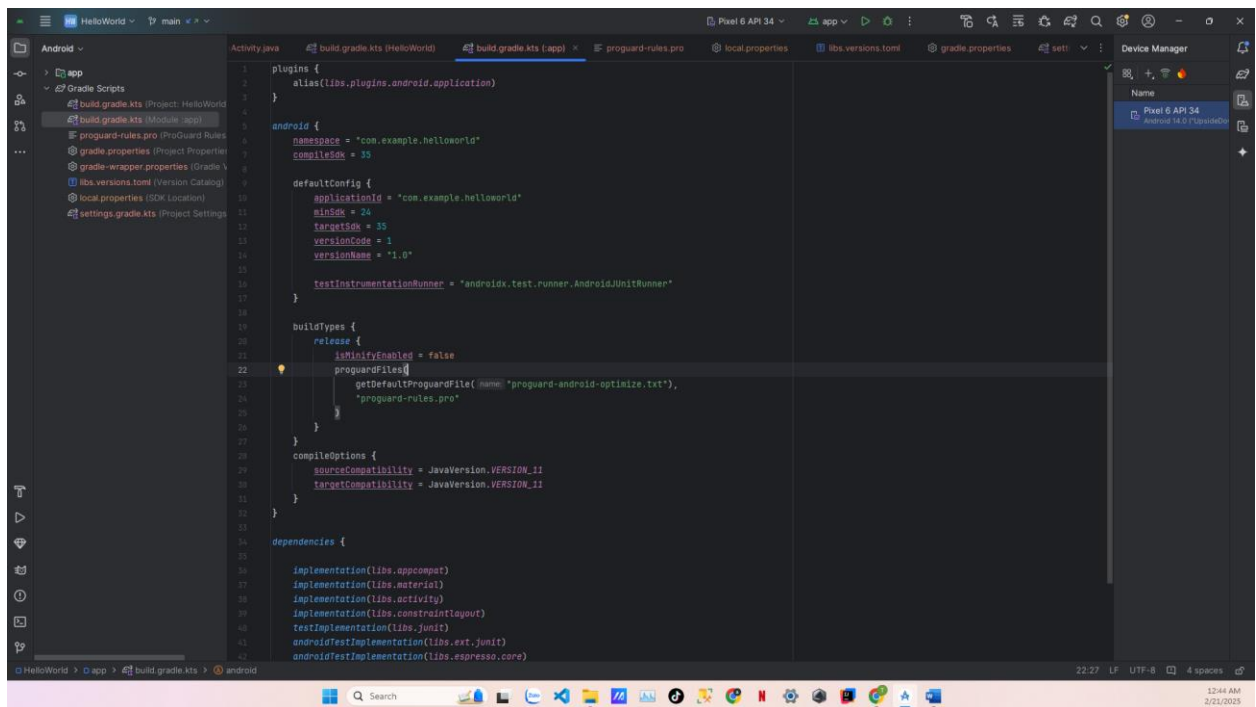 HW HelloWorld main Pixel 6 API 34 app
Android
Activity.java build.gradle.kts (HelloWorld) build.gradle.kts (:app) proguard-rules.pro local.properties libs.versions.toml gradle.properties Device Manager
app
Gradle Scripts
build.gradle.kts (Project: HelloWorld
build.gradle.kts (Module :app)
proguard-rules.pro (ProGuard Rules
gradle.properties (Project Properties
gradle-wrapper.properties (Gradle
libs.versions.toml (Version Catalog)
local.properties (SDK Location)
settings.gradle.kts (Project Settings
1 plugins {
2 alias(libs.plugins.android.application)
3 }
4
5 android {
6 namespace = "com.example.helloworld"
7 compileSdk = 35
8
9 defaultConfig {
10 applicationId = "com.example.helloworld"
11 minSdk = 24
12 targetSdk = 35
13 versionCode = 1
14 versionName = "1.0"
15
16 testInstrumentationRunner = "androidx.test.runner.AndroidJUnitRunner"
17 }
18
19 buildTypes {
20 release {
21 isMinifyEnabled = false
22 proguardFiles(
23 getDefaultProguardFile( name: "proguard-android-optimize.txt"),
24 "proguard-rules.pro"
25 )
26 }
27 }
28 compileOptions {
29 sourceCompatibility = JavaVersion.VERSION_11
30 targetCompatibility = JavaVersion.VERSION_11
31 }
32 }
33
34 dependencies {
35
36 implementation(libs.appcompat)
37 implementation(libs.material)
38 implementation(libs.activity)
39 implementation(libs.constraintlayout)
40 testImplementation(libs.junit)
41 androidTestImplementation(libs.ext.junit)
42 androidTestImplementation(libs.espresso.core)
Name
Pixel 6 API 34
Android 14.0
HelloWorld > app > build.gradle.kts > android 22:27 LF UTF-8 4 spaces
Search
12:44 AM
2/21/2025